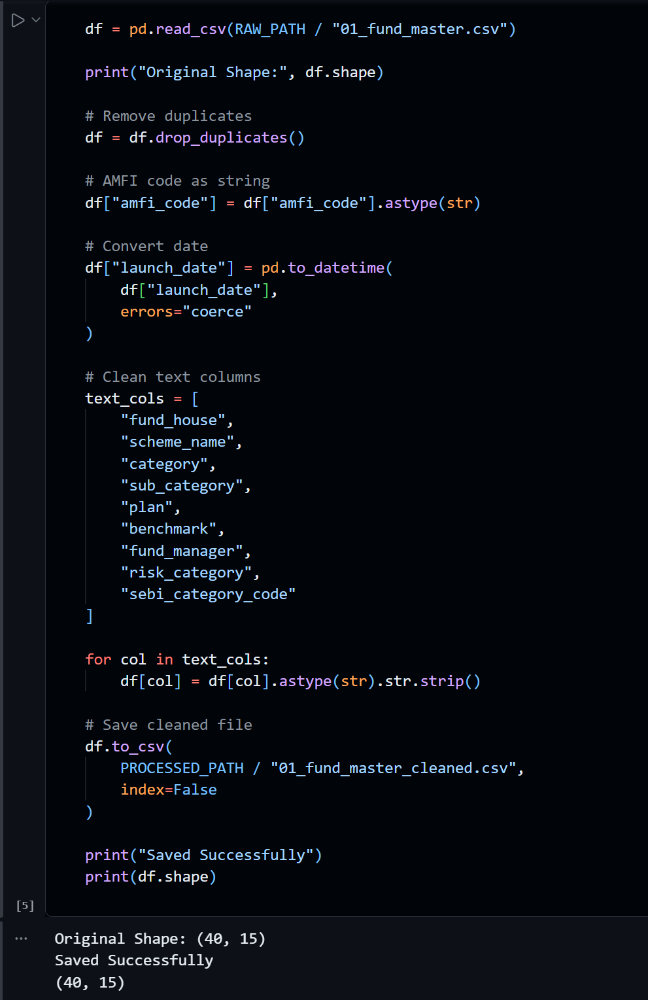 df = pd.read_csv(RAW_PATH / "01_fund_master.csv")
print("Original Shape:", df.shape)
# Remove duplicates
df = df.drop_duplicates()
# AMFI code as string
df["amfi_code"] = df["amfi_code"].astype(str)
# Convert date
df["launch_date"] = pd.to_datetime(
    df["launch_date"],
    errors="coerce"
)
# Clean text columns
text_cols = [
    "fund_house",
    "scheme_name",
    "category",
    "sub_category",
    "plan",
    "benchmark",
    "fund_manager",
    "risk_category",
    "sebi_category_code"
]
for col in text_cols:
    df[col] = df[col].astype(str).str.strip()
# Save cleaned file
df.to_csv(
    PROCESSED_PATH / "01_fund_master_cleaned.csv",
    index=False
)
print("Saved Successfully")
print(df.shape)
[5]
... Original Shape: (40, 15)
Saved Successfully
(40, 15)